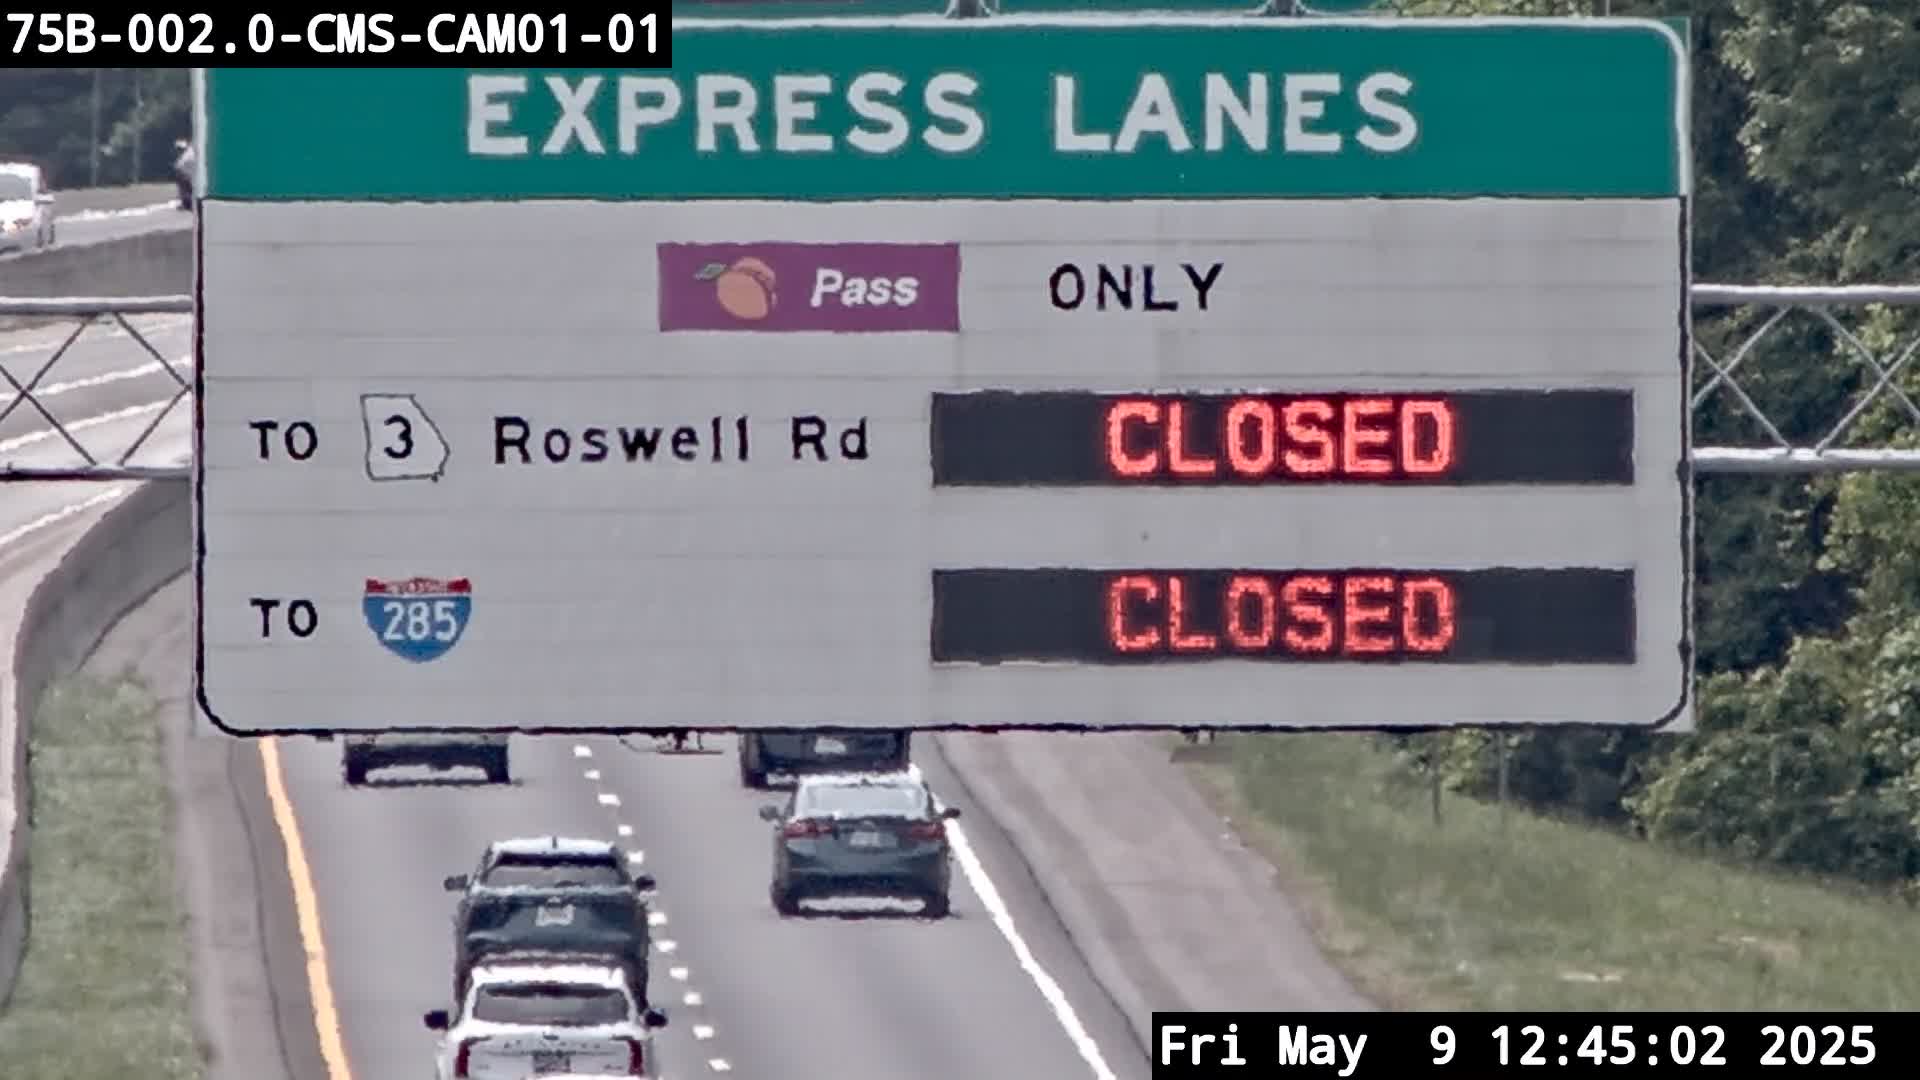 75B-002.0-CMS-CAM01-01
EXPRESS LANES
Pass ONLY
TO 3 Roswell Rd CLOSED
TO 285 CLOSED
Fri May 9 12:45:02 2025